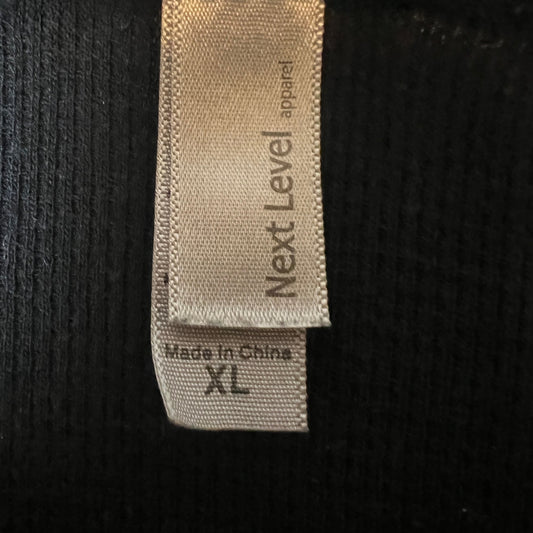 Next Level
apparel
Made in China
XL